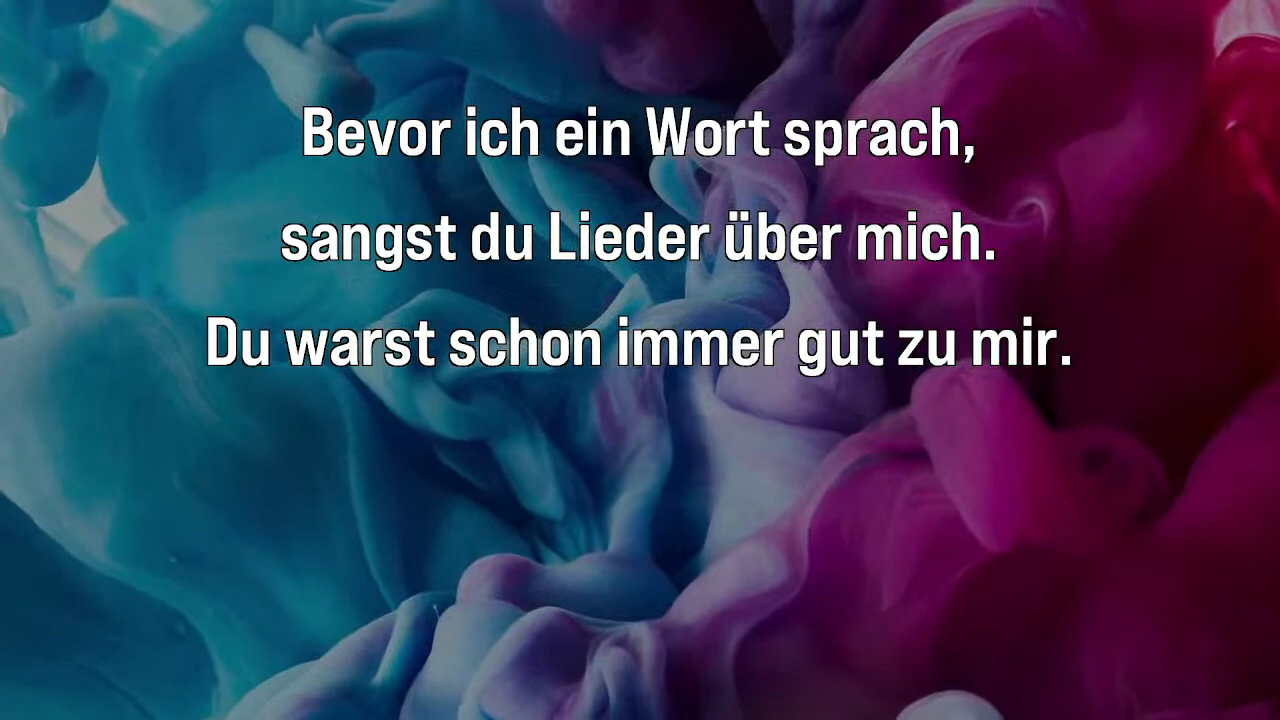 Bevor ich ein Wort sprach,
sangst du Lieder über mich.
Du warst schon immer gut zu mir.